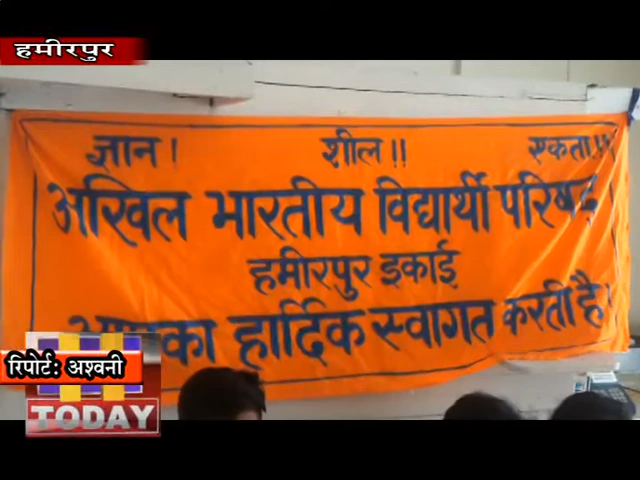 हमीरपुर
ज्ञान! शील!! एकता!!!
अखिल भारतीय विद्यार्थी परिषद
हमीरपुर इकाई
आपका हार्दिक स्वागत करती है।
रिपोर्ट: अश्वनी
TODAY